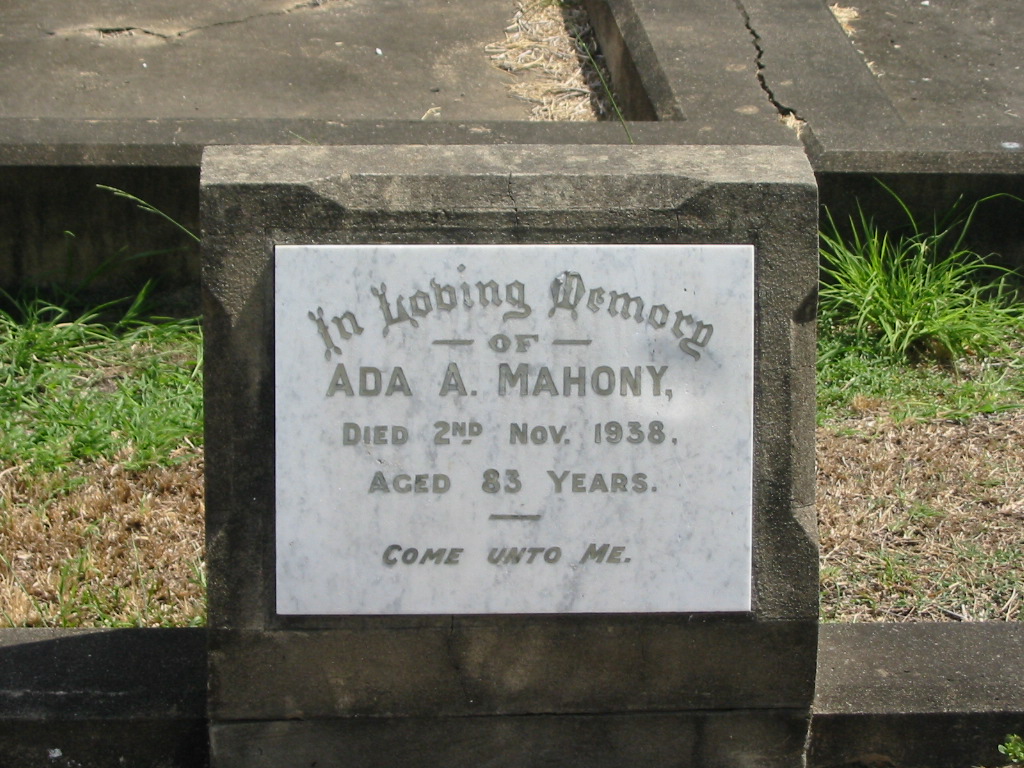 In Loving Memory
— OF —
ADA A. MAHONY,
DIED 2ND NOV. 1938.
AGED 83 YEARS.
COME UNTO ME.